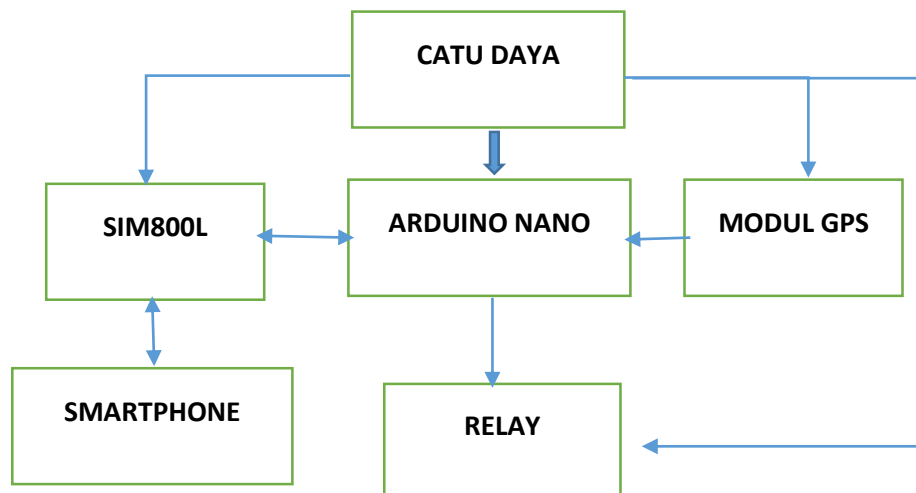 CATU DAYA
SIM800L
ARDUINO NANO
MODUL GPS
SMARTPHONE
RELAY